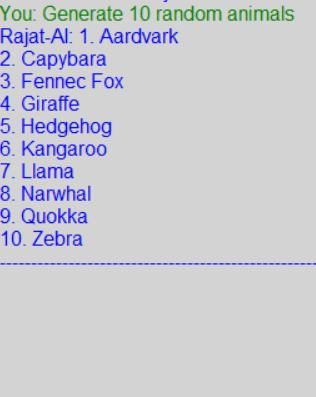 You: Generate 10 random animals
Rajat-AI: 1. Aardvark
2. Capybara
3. Fennec Fox
4. Giraffe
5. Hedgehog
6. Kangaroo
7. Llama
8. Narwhal
9. Quokka
10. Zebra
------------------------------------------------------------